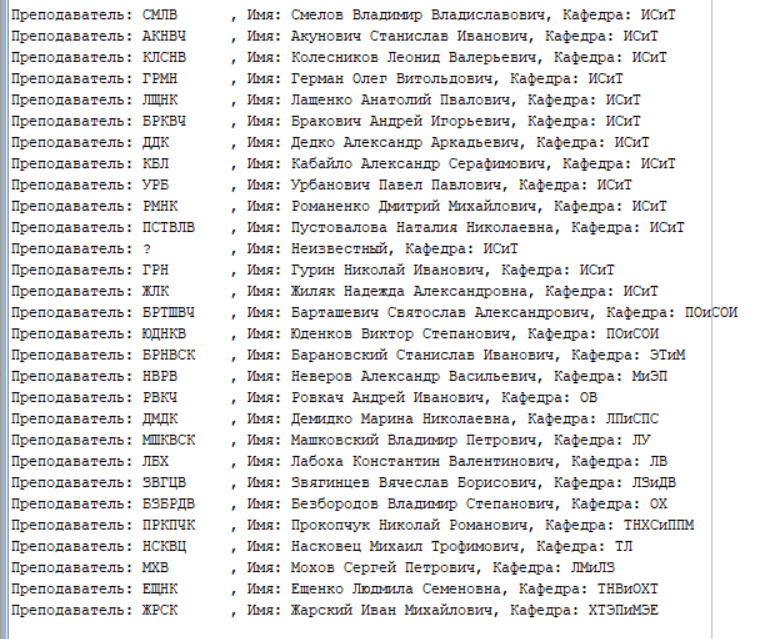 Преподаватель: СМЛВ      , Имя: Смелов Владимир Владиславович, Кафедра: ИСиТ
Преподаватель: АКНВЧ     , Имя: Акунович Станислав Иванович, Кафедра: ИСиТ
Преподаватель: КЛСНВ     , Имя: Колесников Леонид Валерьевич, Кафедра: ИСиТ
Преподаватель: ГРМН      , Имя: Герман Олег Витольдович, Кафедра: ИСиТ
Преподаватель: ЛЩНК      , Имя: Лащенко Анатолий Пвалович, Кафедра: ИСиТ
Преподаватель: БРКВЧ     , Имя: Бракович Андрей Игорьевич, Кафедра: ИСиТ
Преподаватель: ДДК       , Имя: Дедко Александр Аркадьевич, Кафедра: ИСиТ
Преподаватель: КБЛ       , Имя: Кабайло Александр Серафимович, Кафедра: ИСиТ
Преподаватель: УРБ       , Имя: Урбанович Павел Павлович, Кафедра: ИСиТ
Преподаватель: РМНК      , Имя: Романенко Дмитрий Михайлович, Кафедра: ИСиТ
Преподаватель: ПСТВЛВ    , Имя: Пустовалова Наталия Николаевна, Кафедра: ИСиТ
Преподаватель: ?         , Имя: Неизвестный, Кафедра: ИСиТ
Преподаватель: ГРН       , Имя: Гурин Николай Иванович, Кафедра: ИСиТ
Преподаватель: ЖЛК       , Имя: Жиляк Надежда Александровна, Кафедра: ИСиТ
Преподаватель: БРТШВЧ    , Имя: Барташевич Святослав Александрович, Кафедра: ПОиСОИ
Преподаватель: ЮДНКВ     , Имя: Юденков Виктор Степанович, Кафедра: ПОиСОИ
Преподаватель: БРНВСК    , Имя: Барановский Станислав Иванович, Кафедра: ЭТиМ
Преподаватель: НВРВ      , Имя: Неверов Александр Васильевич, Кафедра: МиЭП
Преподаватель: РВКЧ      , Имя: Ровкач Андрей Иванович, Кафедра: ОВ
Преподаватель: ДМДК      , Имя: Демидко Марина Николаевна, Кафедра: ЛПиСПС
Преподаватель: МШКВСК    , Имя: Машковский Владимир Петрович, Кафедра: ЛУ
Преподаватель: ЛБХ       , Имя: Лабоха Константин Валентинович, Кафедра: ЛВ
Преподаватель: ЗВГЦВ     , Имя: Звягинцев Вячеслав Борисович, Кафедра: ЛЗиДВ
Преподаватель: БЗБРДВ    , Имя: Безбородов Владимир Степанович, Кафедра: ОХ
Преподаватель: ПРКПЧК    , Имя: Прокопчук Николай Романович, Кафедра: ТНХСиППМ
Преподаватель: НСКВЦ     , Имя: Насковец Михаил Трофимович, Кафедра: ТЛ
Преподаватель: МХВ       , Имя: Мохов Сергей Петрович, Кафедра: ЛМиЛЗ
Преподаватель: ЕЩНК      , Имя: Ещенко Людмила Семеновна, Кафедра: ТНВиОХТ
Преподаватель: ЖРСК      , Имя: Жарский Иван Михайлович, Кафедра: ХТЭПиМЭЕ